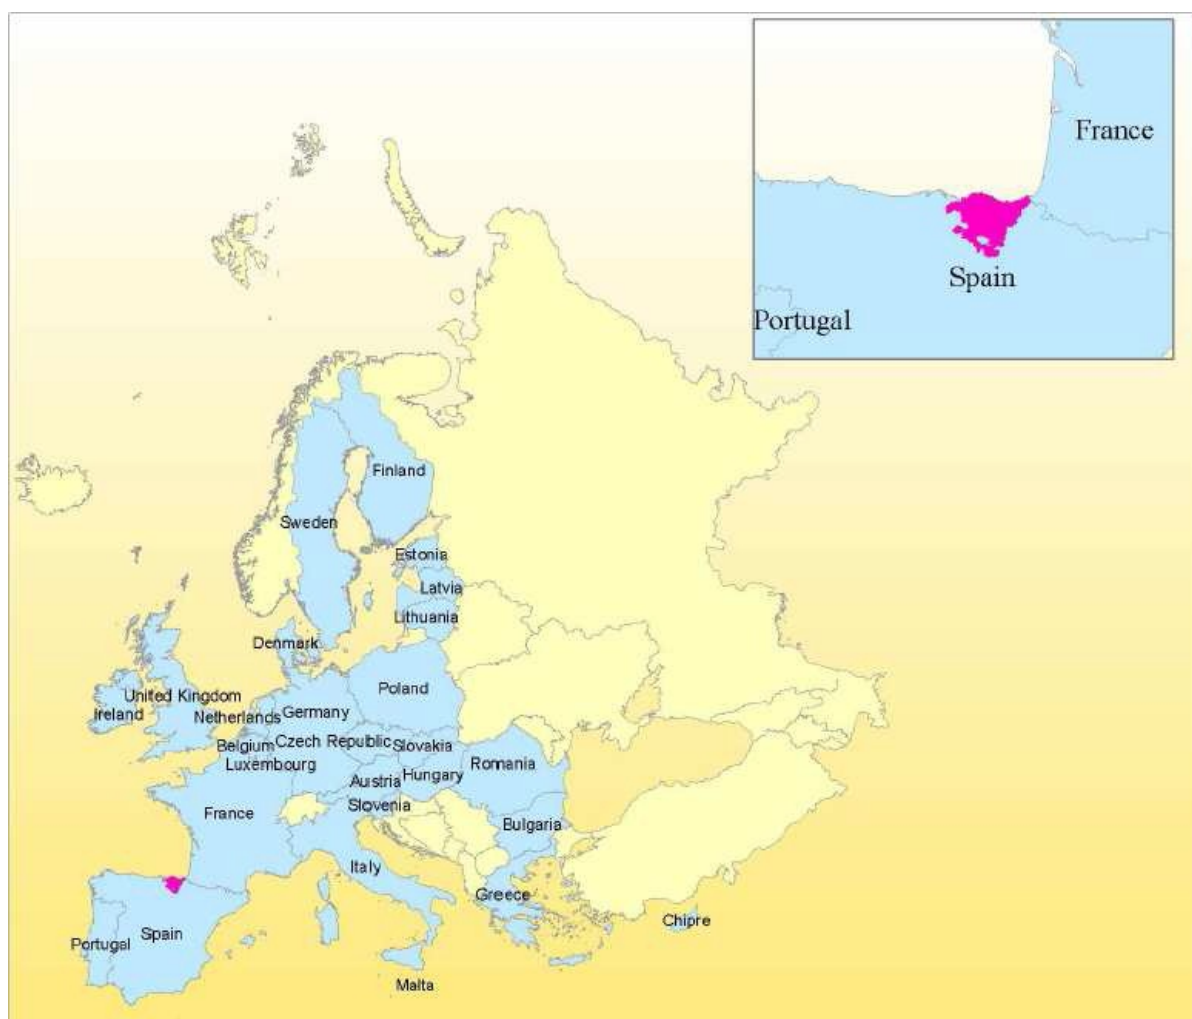 France
Spain
Portugal
Finland
Sweden
Estonia
Latvia
Lithuania
Denmark
United Kingdom
Ireland
Netherlands
Germany
Poland
Belgium
Czech Republic
Slovakia
Luxembourg
Romania
Austria
Hungary
Slovenia
France
Bulgaria
Italy
Greece
Chipre
Spain
Portugal
Malta